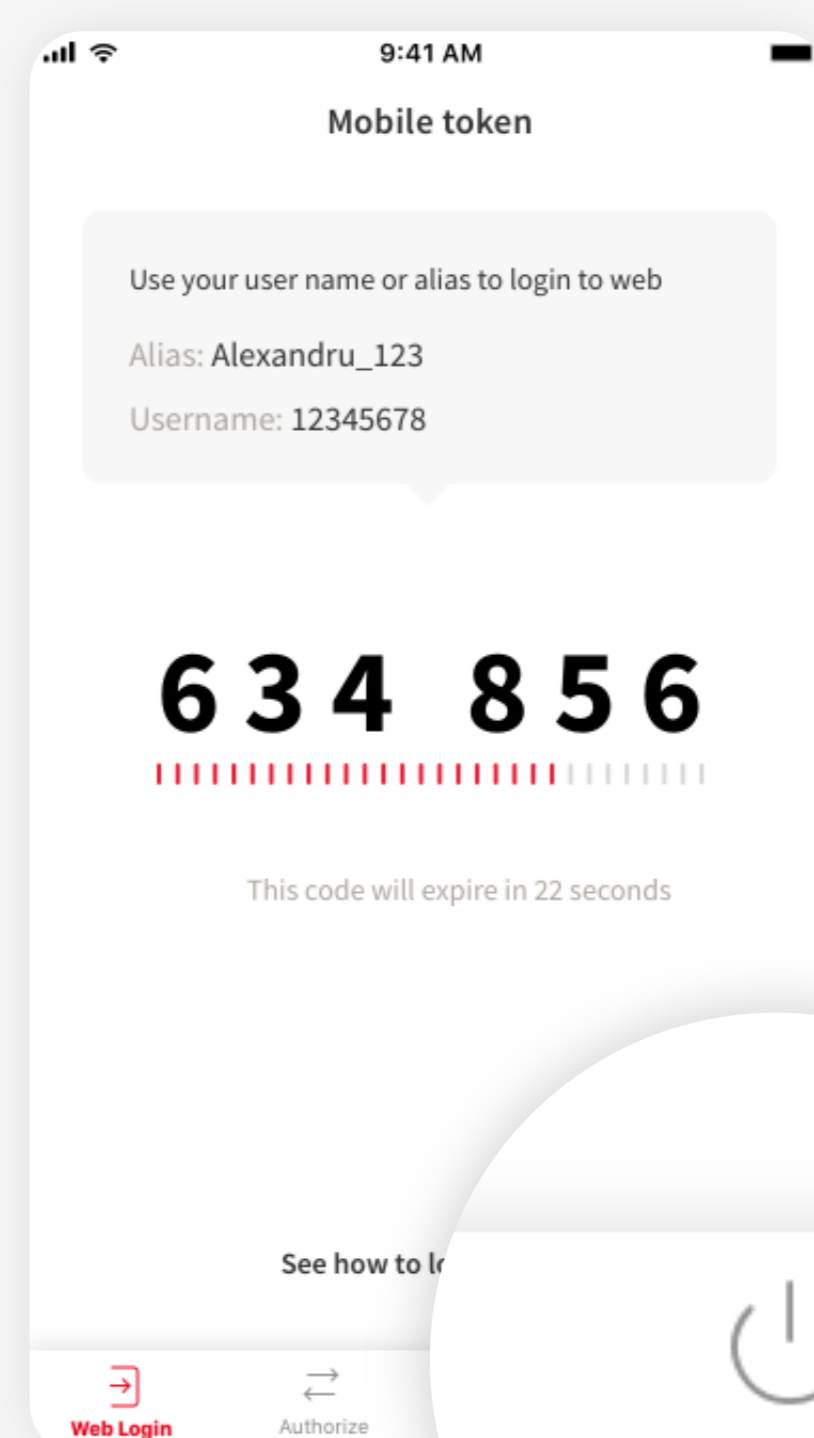 9:41 AM
Mobile token
Use your user name or alias to login to web
Alias: Alexandru_123
Username: 12345678
634 856
This code will expire in 22 seconds
See how to
Web Login
Authorize